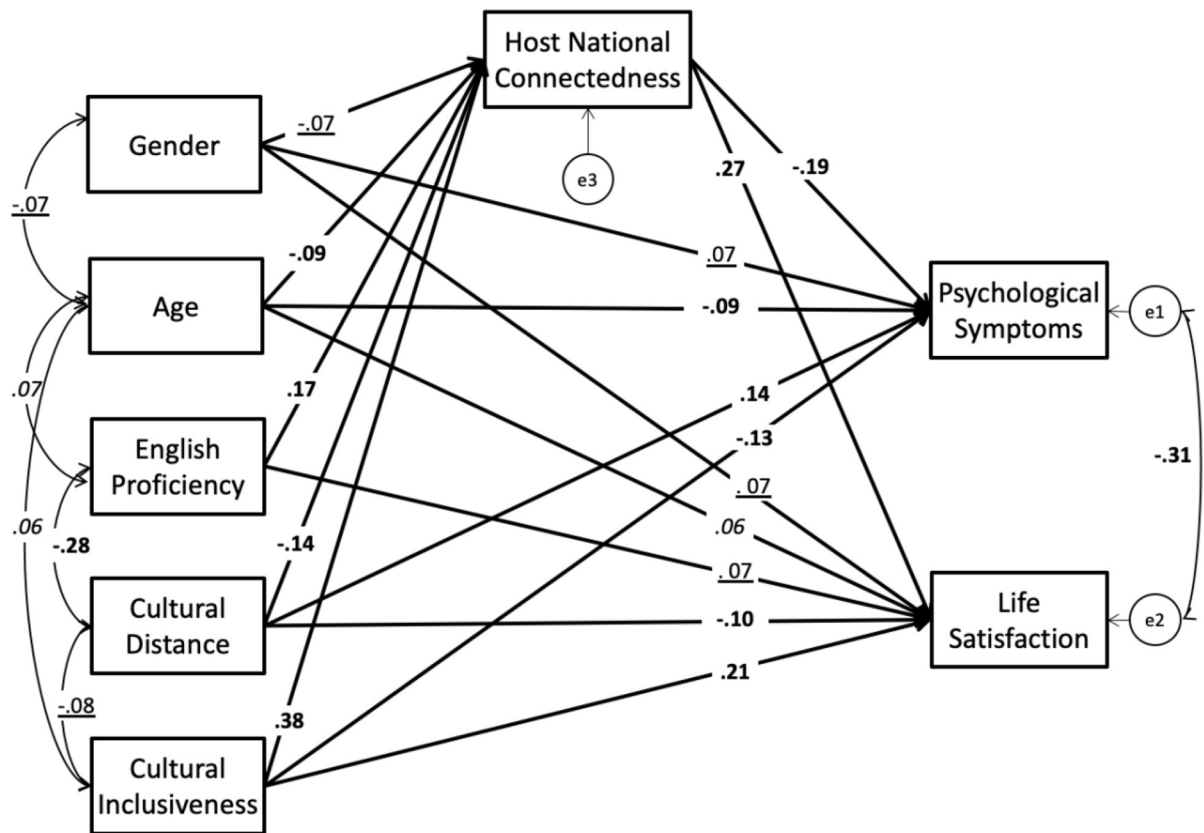 Host National
Connectedness
Gender
-.07
e3
.27
-.19
-.07
-.09
.07
Age
-.09
Psychological
Symptoms
e1
.07
.17
.14
English
Proficiency
-.13
-.31
.07
.06
.06
-.28
-.14
.07
Cultural
Distance
-.10
Life
Satisfaction
e2
.21
-.08
.38
Cultural
Inclusiveness